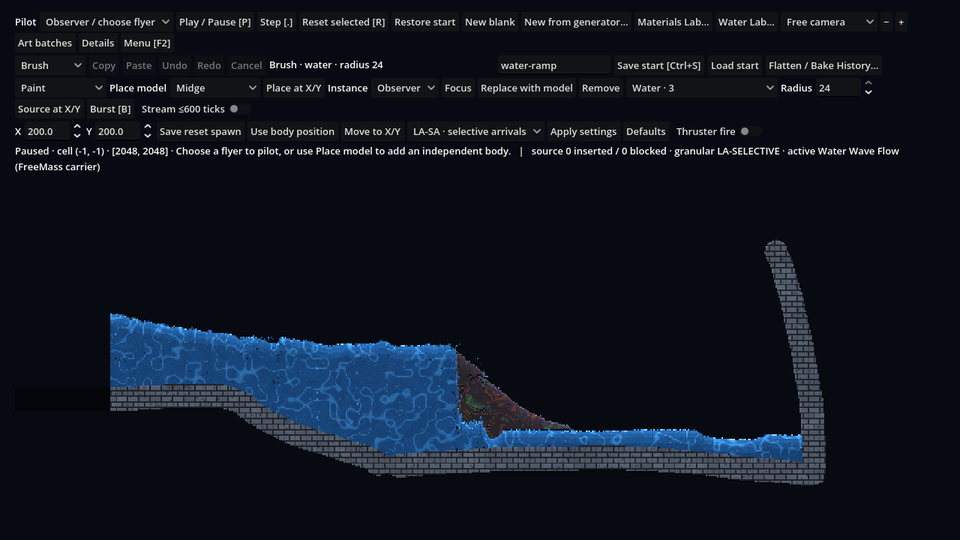 Pilot Observer / choose flyer Play / Pause [P] Step [.] Reset selected [R] Restore start New blank New from generator... Materials Lab... Water Lab... Free camera − +
Art batches Details Menu [F2]
Brush Copy Paste Undo Redo Cancel Brush · water · radius 24 water-ramp Save start [Ctrl+S] Load start Flatten / Bake History...
Paint Place model Midge Place at X/Y Instance Observer Focus Replace with model Remove Water · 3 Radius 24
Source at X/Y Burst [B] Stream ≤600 ticks
X 200.0 Y 200.0 Save reset spawn Use body position Move to X/Y LA-SA · selective arrivals Apply settings Defaults Thruster fire
Paused · cell (-1, -1) · [2048, 2048] · Choose a flyer to pilot, or use Place model to add an independent body. | source 0 inserted / 0 blocked · granular LA-SELECTIVE · active Water Wave Flow
(FreeMass carrier)